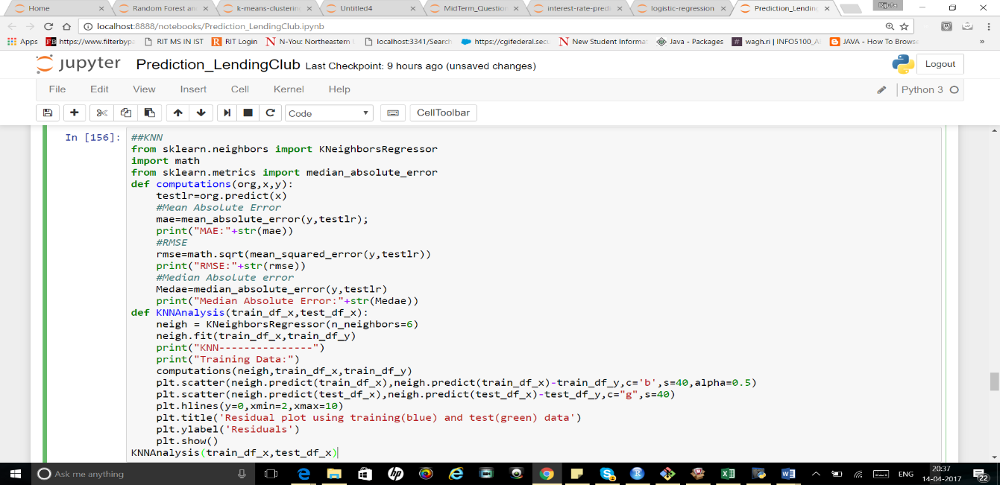 Home Random Forest an k-means-clusterin Untitled4 MidTerm_Question interest-rate-predi logistic-regression- Prediction_Lendin Rijuta
localhost:8888/notebooks/Prediction_LendingClub.ipynb
Apps FB https://www.filterbypa RIT MS IN IST R RIT Login N N-You: Northeastern localhost:3341/Search https://cgifederal.secu N New Student Informat Java - Packages # wagh.ri | INFO5100_A JAVA - How To Browse »
jupyter Prediction_LendingClub Last Checkpoint: 9 hours ago (unsaved changes) Logout
File Edit View Insert Cell Kernel Help Python 3
Code CellToolbar
In [156]: ##KNN
from sklearn.neighbors import KNeighborsRegressor
import math
from sklearn.metrics import median_absolute_error
def computations(org,x,y):
testlr=org.predict(x)
#Mean Absolute Error
mae=mean_absolute_error(y,testlr);
print("MAE:"+str(mae))
#RMSE
rmse=math.sqrt(mean_squared_error(y,testlr))
print("RMSE:"+str(rmse))
#Median Absolute error
Medae=median_absolute_error(y,testlr)
print("Median Absolute Error:"+str(Medae))
def KNNAnalysis(train_df_x,test_df_x):
neigh = KNeighborsRegressor(n_neighbors=6)
neigh.fit(train_df_x,train_df_y)
print("KNN---------------")
print("Training Data:")
computations(neigh,train_df_x,train_df_y)
plt.scatter(neigh.predict(train_df_x),neigh.predict(train_df_x)-train_df_y,c='b',s=40,alpha=0.5)
plt.scatter(neigh.predict(test_df_x),neigh.predict(test_df_x)-test_df_y,c="g",s=40)
plt.hlines(y=0,xmin=2,xmax=10)
plt.title('Residual plot using training(blue) and test(green) data')
plt.ylabel('Residuals')
plt.show()
KNNAnalysis(train_df_x,test_df_x)
Ask me anything hp ENG 20:37
14-04-2017 22